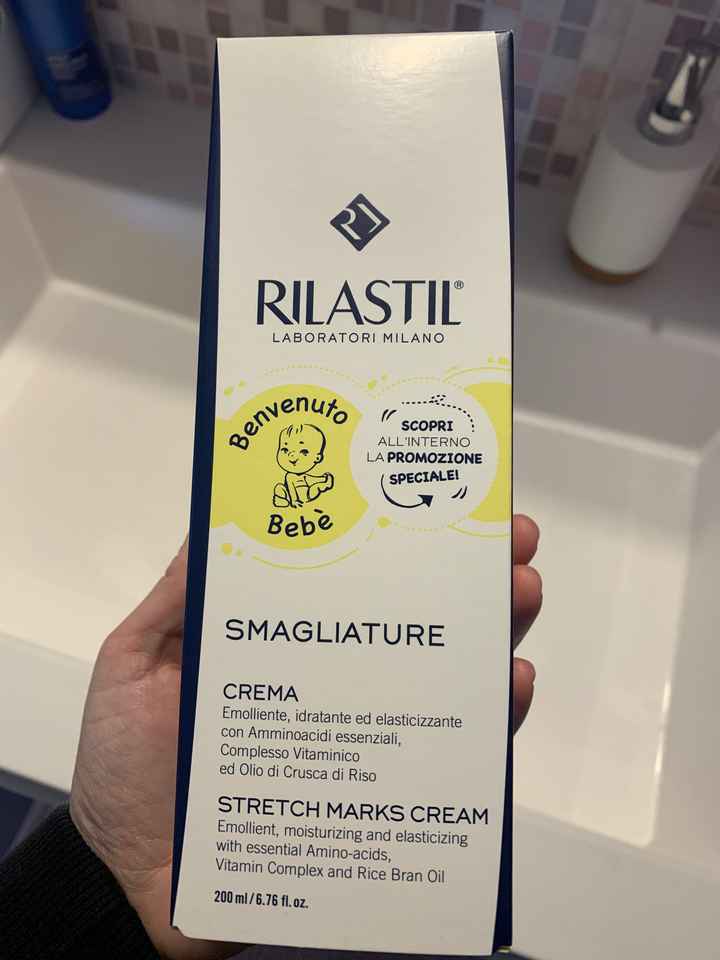 RILASTIL®
LABORATORI MILANO
Benvenuto
Bebè
SCOPRI
ALL'INTERNO
LA PROMOZIONE
SPECIALE!
SMAGLIATURE
CREMA
Emolliente, idratante ed elasticizzante
con Amminoacidi essenziali,
Complesso Vitaminico
ed Olio di Crusca di Riso
STRETCH MARKS CREAM
Emollient, moisturizing and elasticizing
with essential Amino-acids,
Vitamin Complex and Rice Bran Oil
200 ml / 6.76 fl. oz.